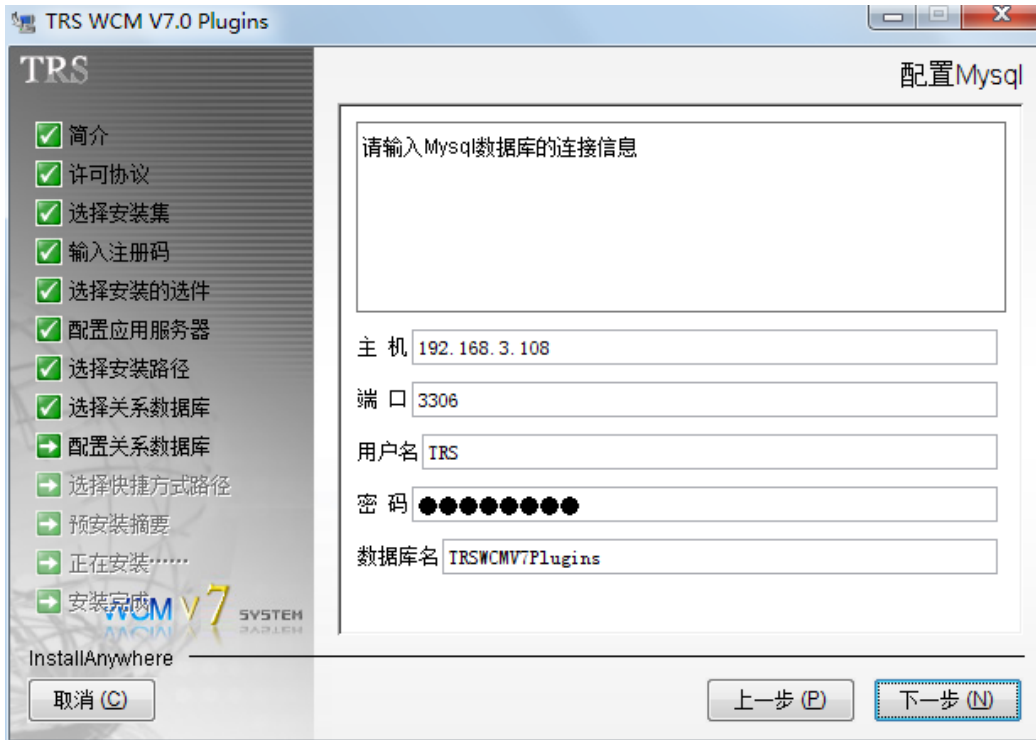 TRS WCM V7.0 Plugins
TRS
配置Mysql
简介
许可协议
选择安装集
输入注册码
选择安装的选件
配置应用服务器
选择安装路径
选择关系数据库
配置关系数据库
选择快捷方式路径
预安装摘要
正在安装……
安装完成
WCM V7 SYSTEM
请输入Mysql数据库的连接信息
主 机 192.168.3.108
端 口 3306
用户名 TRS
密 码 ●●●●●●●●
数据库名 TRSWCMV7Plugins
InstallAnywhere
取消(C)
上一步(P)
下一步(N)